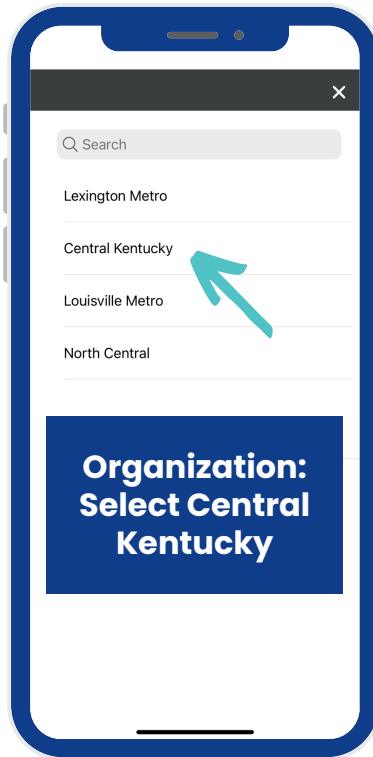 Search
Lexington Metro
Central Kentucky
Louisville Metro
North Central
Organization:
Select Central
Kentucky